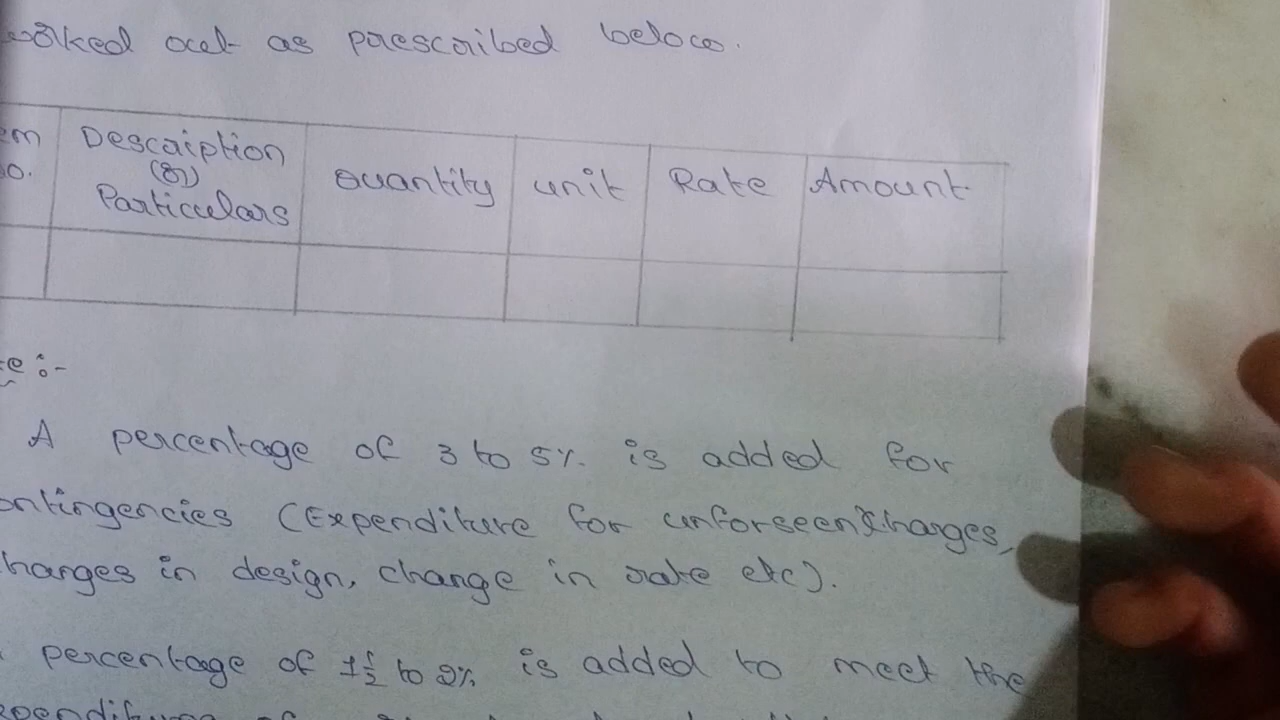 worked out as prescribed below.
em Description Quantity unit Rate Amount
o. (or)
Particulars
e :-
A percentage of 3 to 5% is added for
ontingencies (Expenditure for unforseen charges,
hanges in design, change in rate etc).
percentage of 1½ to 2% is added to meet the